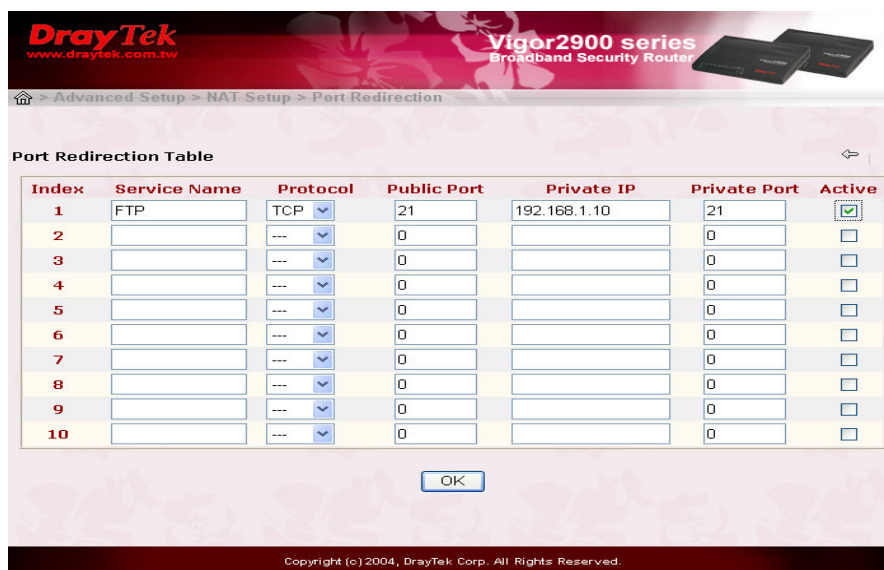 DrayTek
www.draytek.com.tw
Vigor2900 series
Broadband Security Router
> Advanced Setup > NAT Setup > Port Redirection
Port Redirection Table
Index Service Name Protocol Public Port Private IP Private Port Active
1 FTP TCP 21 192.168.1.10 21
2 --- 0 0
3 --- 0 0
4 --- 0 0
5 --- 0 0
6 --- 0 0
7 --- 0 0
8 --- 0 0
9 --- 0 0
10 --- 0 0
OK
Copyright (c) 2004, DrayTek Corp. All Rights Reserved.